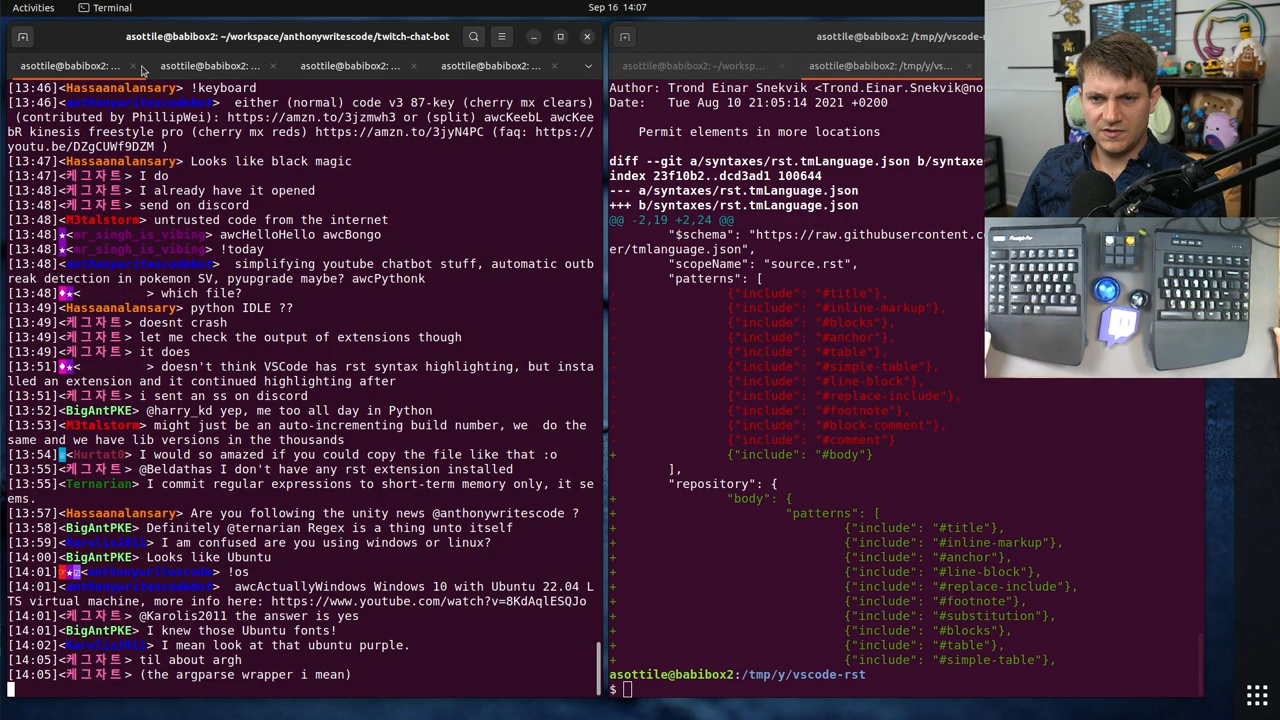 Activities
Terminal
Sep 16 14:07
asottile@babibox2: ~/workspace/anthonywritescode/twitch-chat-bot
asottile@babibox2: /tmp/y/vscode-r
asottile@babibox2: ...
asottile@babibox2: ...
asottile@babibox2: ...
asottile@babibox2: ...
asottile@babibox2: ~/worksp...
asottile@babibox2: /tmp/y/vs...
[13:46]<Hassaanalansary> !keyboard
[13:46]<anthonywritescodebot>  either (normal) code v3 87-key (cherry mx clears)
 (contributed by PhillipWei): https://amzn.to/3jzmwh3 or (split) awcKeebL awcKee
bR kinesis freestyle pro (cherry mx reds) https://amzn.to/3jyN4PC (faq: https://
youtu.be/DZgCUWf9DZM )
[13:47]<Hassaanalansary> Looks like black magic
[13:47]<케그자트> I do
[13:48]<케그자트> I already have it opened
[13:48]<케그자트> send on discord
[13:48]<M3talstorm> untrusted code from the internet
[13:48]★<mr_singh_is_vibing> awcHelloHello awcBongo
[13:48]★<mr_singh_is_vibing> !today
[13:48]<anthonywritescodebot>  simplifying youtube chatbot stuff, automatic outb
reak detection in pokemon SV, pyupgrade maybe? awcPythonk
[13:48]♦★<            > which file?
[13:49]<Hassaanalansary> python IDLE ??
[13:49]<케그자트> doesnt crash
[13:49]<케그자트> let me check the output of extensions though
[13:49]<케그자트> it does
[13:51]♦★<            > doesn't think VSCode has rst syntax highlighting, but insta
lled an extension and it continued highlighting after
[13:51]<케그자트> i sent an ss on discord
[13:52]<BigAntPKE> @harry_kd yep, me too all day in Python
[13:53]<M3talstorm> might just be an auto-incrementing build number, we  do the
same and we have lib versions in the thousands
[13:54]<Hurtat0> I would so amazed if you could copy the file like that :o
[13:55]<케그자트> @Beldathas I don't have any rst extension installed
[13:55]<Ternarian> I commit regular expressions to short-term memory only, it se
ems.
[13:57]<Hassaanalansary> Are you following the unity news @anthonywritescode ?
[13:58]<BigAntPKE> Definitely @ternarian Regex is a thing unto itself
[13:59]<Karolis2011> I am confused are you using windows or linux?
[14:00]<BigAntPKE> Looks like Ubuntu
[14:01]<anthonywritescode> !os
[14:01]<anthonywritescodebot>  awcActuallyWindows Windows 10 with Ubuntu 22.04 L
TS virtual machine, more info here: https://www.youtube.com/watch?v=8KdAqlESQJo
[14:01]<케그자트> @Karolis2011 the answer is yes
[14:01]<BigAntPKE> I knew those Ubuntu fonts!
[14:02]<Karolis2011> I mean look at that ubuntu purple.
[14:05]<케그자트> til about argh
[14:05]<케그자트> (the argparse wrapper i mean)
Author: Trond Einar Snekvik <Trond.Einar.Snekvik@no
Date:   Tue Aug 10 21:05:14 2021 +0200
Permit elements in more locations
diff --git a/syntaxes/rst.tmLanguage.json b/syntaxes
index 23f10b2..dcd3ad1 100644
--- a/syntaxes/rst.tmLanguage.json
+++ b/syntaxes/rst.tmLanguage.json
@@ -2,19 +2,24 @@
"$schema": "https://raw.githubusercontent.c
er/tmlanguage.json",
"scopeName": "source.rst",
"patterns": [
- {"include": "#title"},
- {"include": "#inline-markup"},
- {"include": "#blocks"},
- {"include": "#anchor"},
- {"include": "#table"},
- {"include": "#simple-table"},
- {"include": "#line-block"},
- {"include": "#replace-include"},
- {"include": "#footnote"},
- {"include": "#block-comment"},
- {"include": "#comment"}
+ {"include": "#body"}
],
"repository": {
+ "body": {
+ "patterns": [
+ {"include": "#title"},
+ {"include": "#inline-markup"},
+ {"include": "#anchor"},
+ {"include": "#line-block"},
+ {"include": "#replace-include"},
+ {"include": "#footnote"},
+ {"include": "#substitution"},
+ {"include": "#blocks"},
+ {"include": "#table"},
+ {"include": "#simple-table"},
asottile@babibox2:/tmp/y/vscode-rst
$